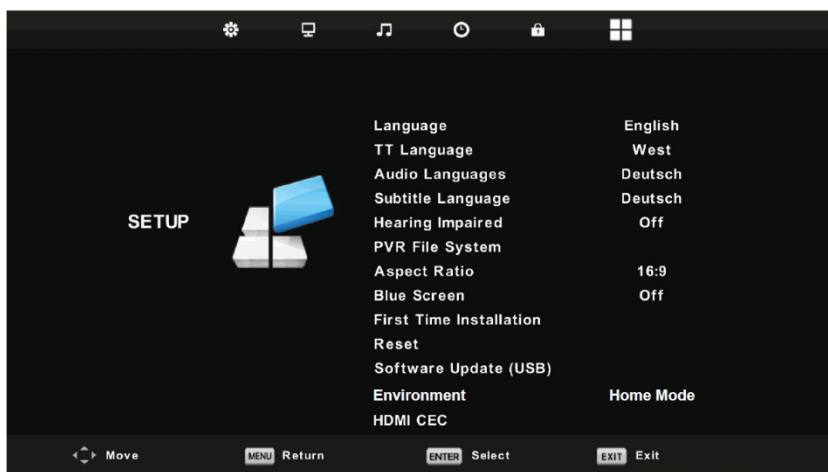 Language English
TT Language West
Audio Languages Deutsch
Subtitle Language Deutsch
SETUP
Hearing Impaired Off
PVR File System
Aspect Ratio 16:9
Blue Screen Off
First Time Installation
Reset
Software Update (USB)
Environment Home Mode
HDMI CEC
Move MENU Return ENTER Select EXIT Exit